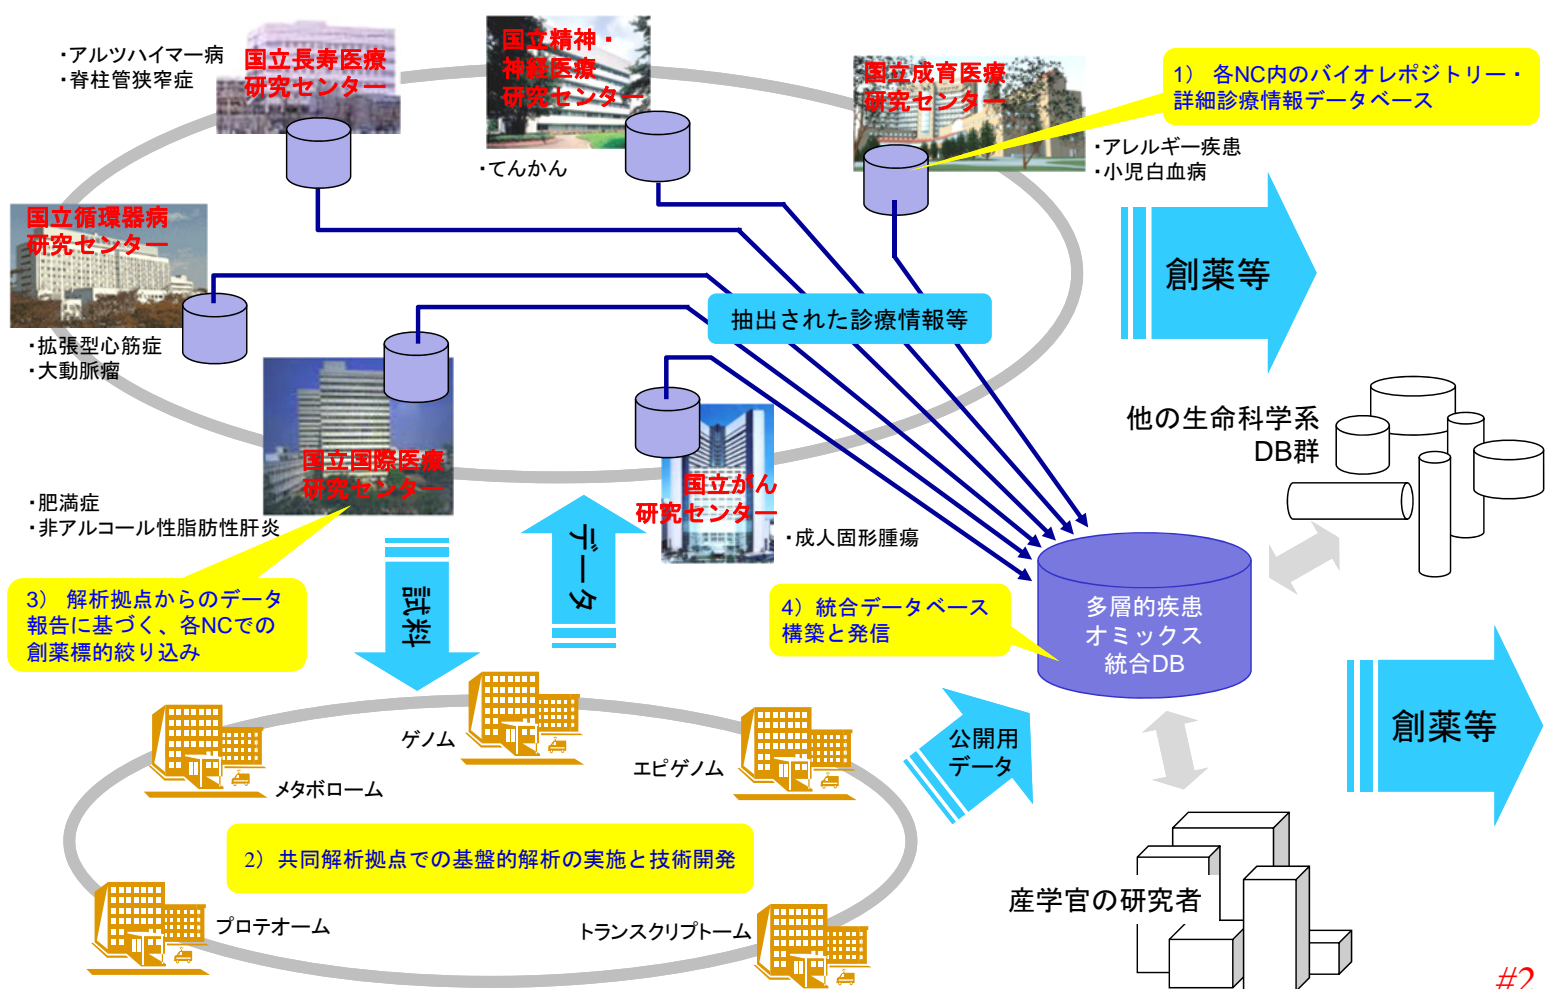 ・アルツハイマー病
・脊柱管狭窄症
国立長寿医療
研究センター
国立精神・
神経医療
研究センター
・てんかん
国立成育医療
研究センター
1） 各NC内のバイオレポジトリー・
詳細診療情報データベース
・アレルギー疾患
・小児白血病
国立循環器病
研究センター
・拡張型心筋症
・大動脈瘤
抽出された診療情報等
創薬等
国立国際医療
研究センター
・肥満症
・非アルコール性脂肪性肝炎
国立がん
研究センター
・成人固形腫瘍
他の生命科学系
DB群
3） 解析拠点からのデータ
報告に基づく、各NCでの
創薬標的絞り込み
試料
データ
4）統合データベース
構築と発信
多層的疾患
オミックス
統合DB
ゲノム
エピゲノム
メタボローム
公開用
データ
創薬等
2）共同解析拠点での基盤的解析の実施と技術開発
プロテオーム
トランスクリプトーム
産学官の研究者
#2